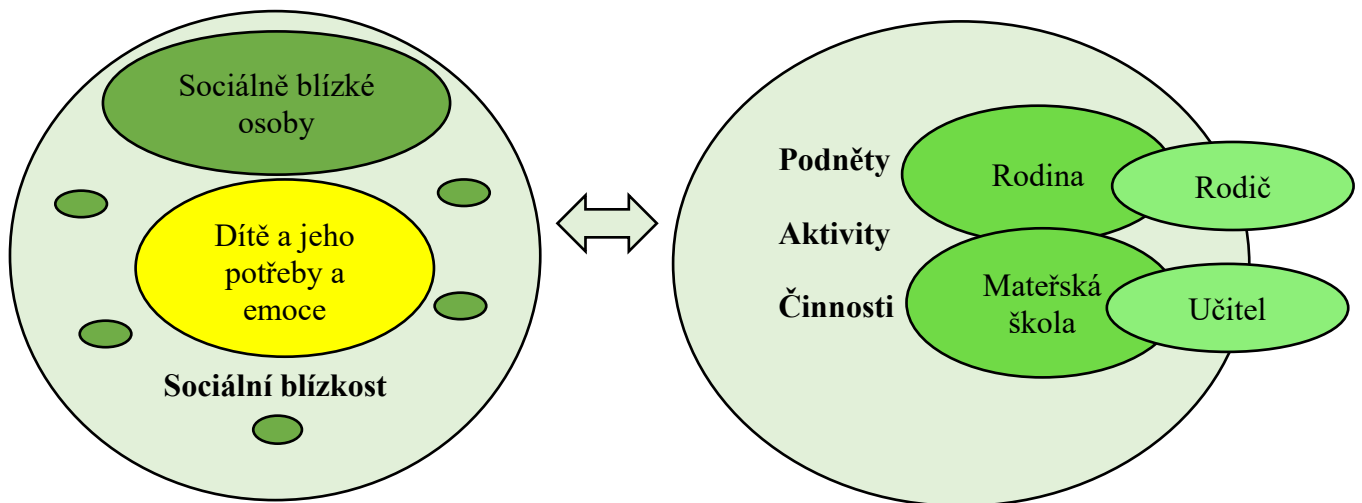 Sociálně blízké
osoby
Dítě a jeho
potřeby a
emoce
Sociální blízkost
Podněty
Aktivity
Činnosti
Rodina
Rodič
Mateřská
škola
Učitel